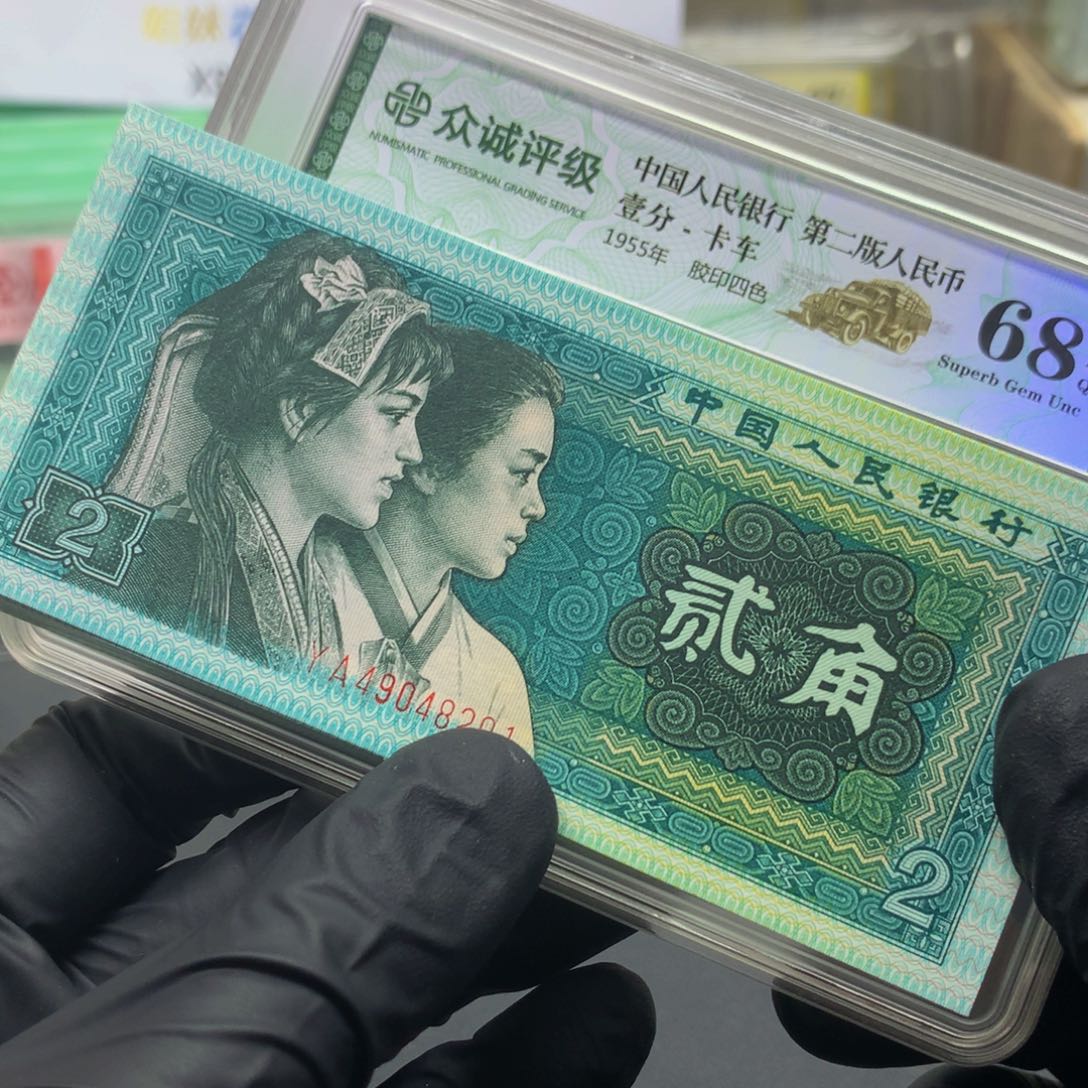 众诚评级
NUMISMATIC PROFESSIONAL GRADING SERVICE
中国人民银行 第二版人民币
壹分 - 卡车
1955年 胶印四色
68
Superb Gem Unc
中国人民银行
贰角
2
YA490482
2